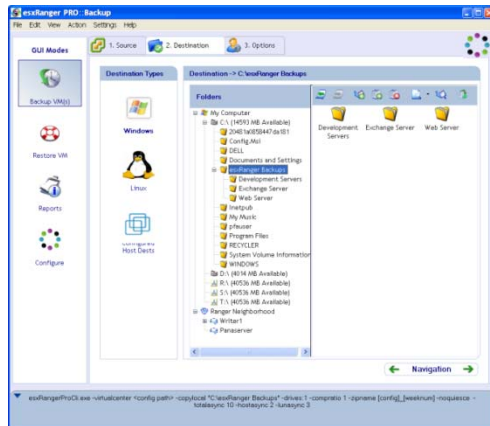 esxRanger PRO::Backup
File Edit View Action Settings Help
GUI Modes
1. Source
2. Destination
3. Options
Backup VM(s)
Restore VM
Reports
Configure
Destination Types
Windows
Linux
Host Dests
Destination -> C:\esxRanger Backups
Folders
My Computer
C:\ (14593 MB Available)
Config.Msi
DELL
Documents and Settings
esxRanger Backups
Development Servers
Exchange Server
Web Server
Inetpub
My Music
pfeuser
Program Files
RECYCLER
System Volume Information
WINDOWS
D:\ (4014 MB Available)
R:\ (40536 MB Available)
S:\ (40536 MB Available)
T:\ (40536 MB Available)
Ranger Neighborhood
Writer1
Panaserver
Development Servers
Exchange Server
Web Server
Navigation
esxRangerProCli.exe -virtualcenter <config path> -copylocal "C:\esxRanger Backups" -drives:1 -compratio 1 -zipname [config]_[weeknum] -noquiesce -
totalasync 10 -hostasync 2 -lunasync 3